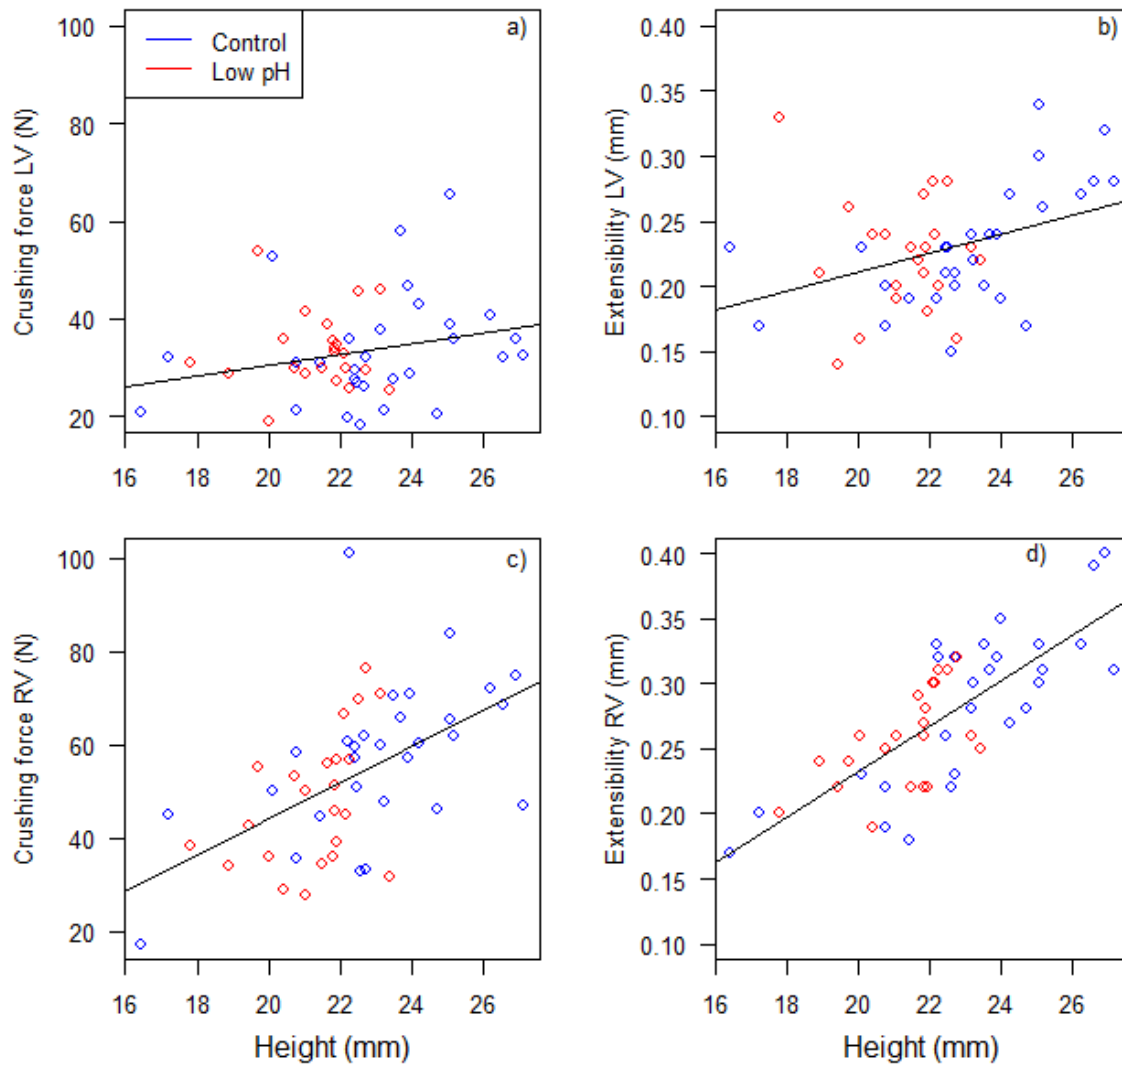 a)
Control
Low pH
Crushing force LV (N)
100
80
60
40
20
16 18 20 22 24 26
b)
Extensibility LV (mm)
0.40
0.35
0.30
0.25
0.20
0.15
0.10
16 18 20 22 24 26
c)
Crushing force RV (N)
100
80
60
40
20
16 18 20 22 24 26
Height (mm)
d)
Extensibility RV (mm)
0.40
0.35
0.30
0.25
0.20
0.15
0.10
16 18 20 22 24 26
Height (mm)